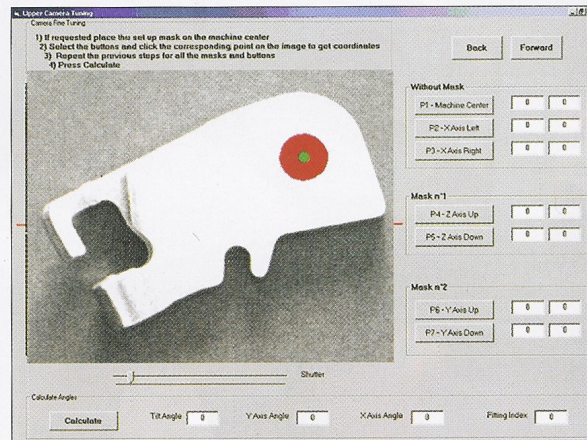 Upper Camera Tuning
Camera Fine Tuning
1) If requested place the set up mask on the machine center
2) Select the buttons and click the corresponding point on the image to get coordinates
3) Repeat the previous steps for all the masks and buttons
4) Press Calculate
Back Forward
Without Mask
P1 - Machine Center 0 0
P2 - X Axis Left 0 0
P3 - X Axis Right 0 0
Mask n°1
P4 - Z Axis Up 0 0
P5 - Z Axis Down 0 0
Mask n°2
P6 - Y Axis Up 0 0
P7 - Y Axis Down 0 0
Shutter
Calculate Angles
Calculate Tilt Angle 0 Y Axis Angle 0 X Axis Angle 0 Fitting Index 0